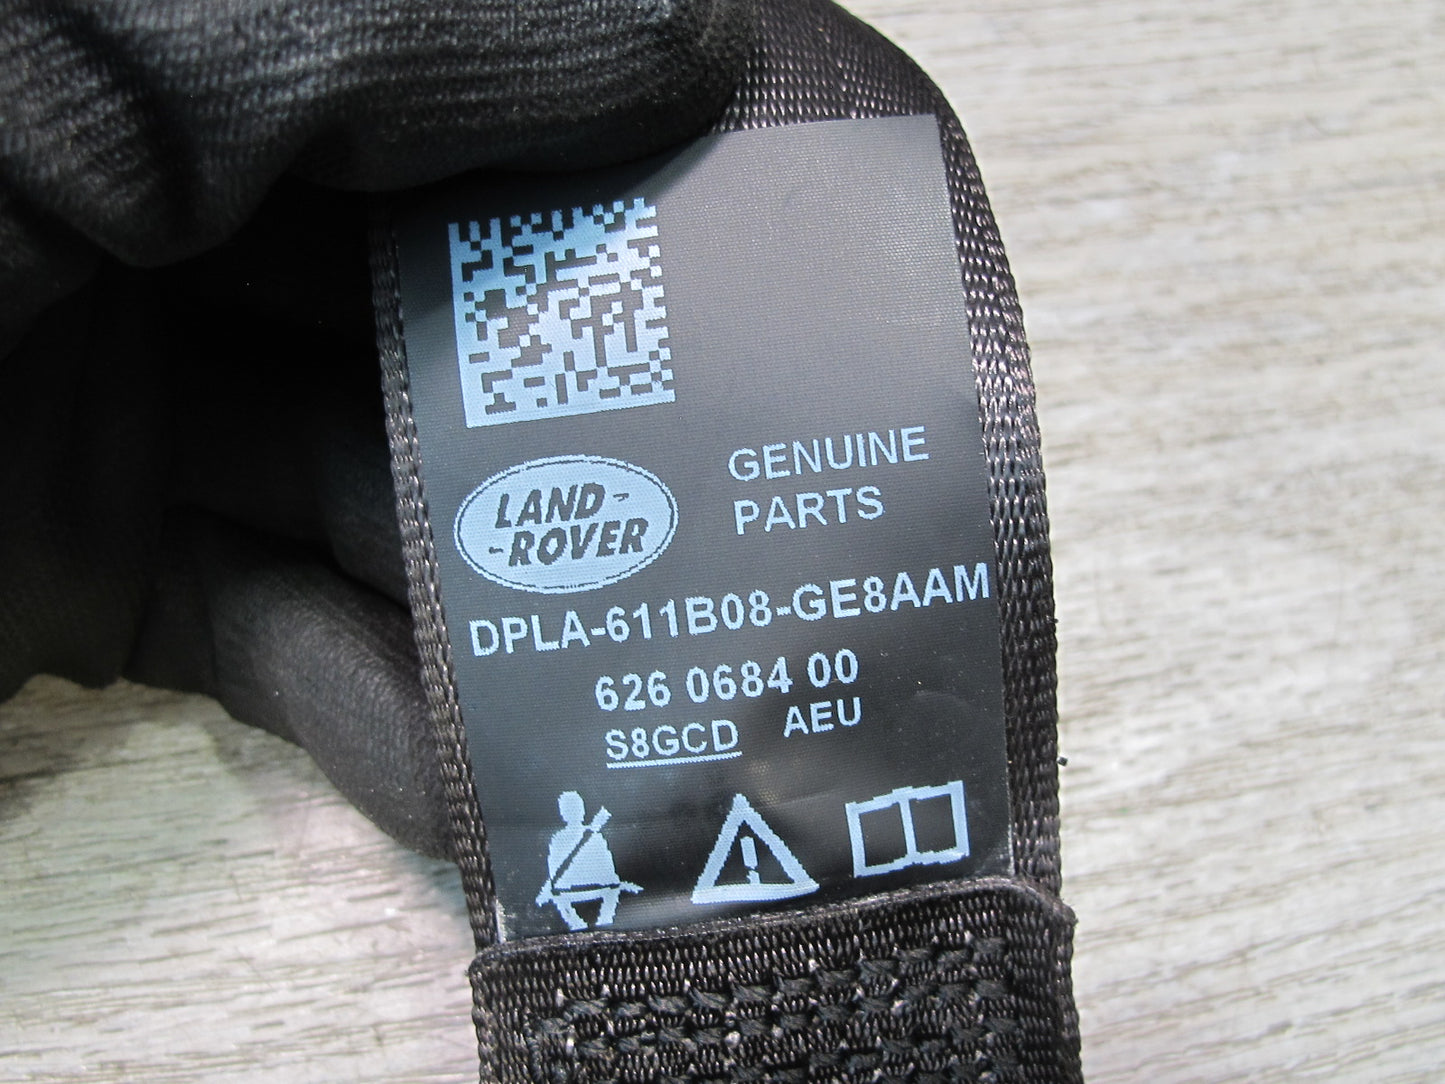 LAND-
-ROVER
GENUINE
PARTS
DPLA-611B08-GE8AAM
626 0684 00
S8GCD AEU